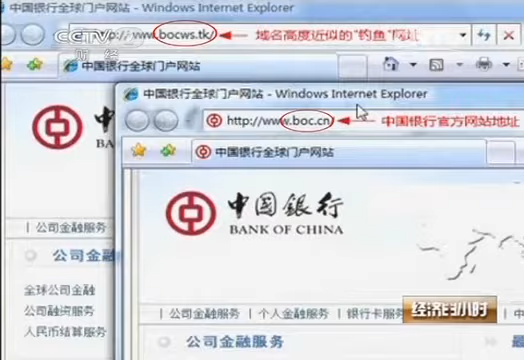 中国银行全球门户网站 - Windows Internet Explorer
www.bocws.tk/
域名高度近似的"钓鱼"网址
CCTV
财经
中国银行全球门户网站
中国银行全球门户网站 - Windows Internet Explorer
http://www.boc.cn/
中国银行官方网站地址
中国银行全球门户网站
中
BA
中國銀行
BANK OF CHINA
| 公司金融服务
公司金融
全球公司金融
公司融资服务
人民币结算服务
经济半小时
| 公司金融服务 | 个人金融服务 | 银行卡服务
公司金融服务